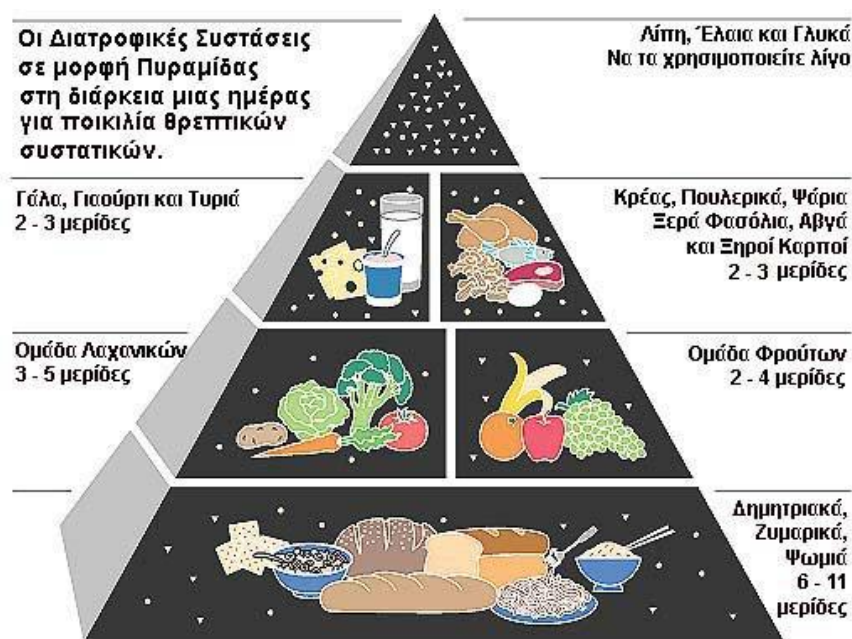 Οι Διατροφικές Συστάσεις
σε μορφή Πυραμίδας
στη διάρκεια μιας ημέρας
για ποικιλία θρεπτικών
συστατικών.
Λίπη, Έλαια και Γλυκά
Να τα χρησιμοποιείτε λίγο
Γάλα, Γιαούρτι και Τυριά
2 - 3 μερίδες
Κρέας, Πουλερικά, Ψάρια
Ξερά Φασόλια, Αβγά
και Ξηροί Καρποί
2 - 3 μερίδες
Ομάδα Λαχανικών
3 - 5 μερίδες
Ομάδα Φρούτων
2 - 4 μερίδες
Δημητριακά,
Ζυμαρικά,
Ψωμιά
6 - 11
μερίδες